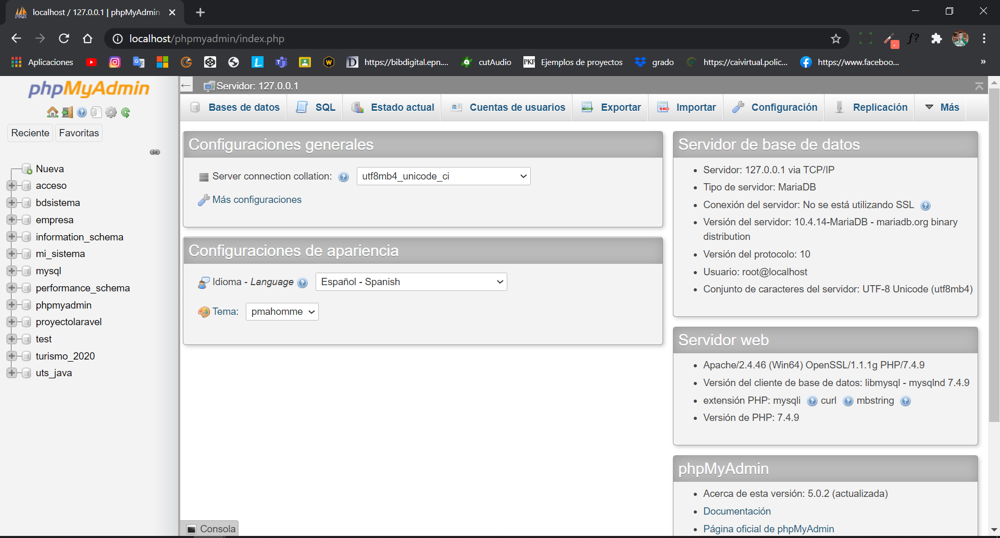 localhost / 127.0.0.1 | phpMyAdmin
localhost/phpmyadmin/index.php
f?
Aplicaciones
https://bibdigital.epn....
cutAudio
PKP
Ejemplos de proyectos
grado
https://caivirtual.polic...
https://www.faceboo...
»
phpMyAdmin
Reciente
Favoritas
Nueva
acceso
bdsistema
empresa
information_schema
mi_sistema
mysql
performance_schema
phpmyadmin
proyectolaravel
test
turismo_2020
uts_java
Servidor: 127.0.0.1
Bases de datos
SQL
Estado actual
Cuentas de usuarios
Exportar
Importar
Configuración
Replicación
Más
Configuraciones generales
Server connection collation:
utf8mb4_unicode_ci
Más configuraciones
Configuraciones de apariencia
Idioma - Language
Español - Spanish
Tema:
pmahomme
Servidor de base de datos
Servidor: 127.0.0.1 via TCP/IP
Tipo de servidor: MariaDB
Conexión del servidor: No se está utilizando SSL
Versión del servidor: 10.4.14-MariaDB - mariadb.org binary
distribution
Versión del protocolo: 10
Usuario: root@localhost
Conjunto de caracteres del servidor: UTF-8 Unicode (utf8mb4)
Servidor web
Apache/2.4.46 (Win64) OpenSSL/1.1.1g PHP/7.4.9
Versión del cliente de base de datos: libmysql - mysqlnd 7.4.9
extensión PHP: mysqli curl mbstring
Versión de PHP: 7.4.9
phpMyAdmin
Acerca de esta versión: 5.0.2 (actualizada)
Documentación
Página oficial de phpMyAdmin
Consola